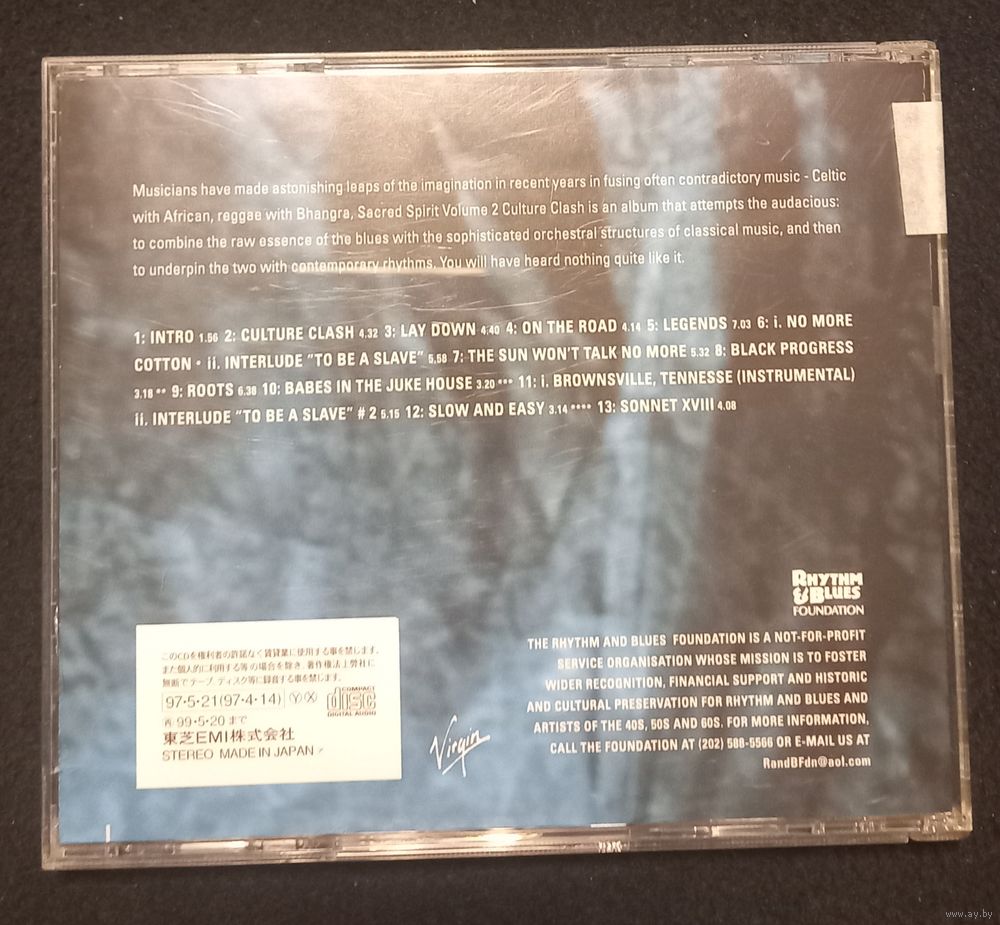 Musicians have made astonishing leaps of the imagination in recent years in fusing often contradictory music - Celtic
with African, reggae with Bhangra, Sacred Spirit Volume 2 Culture Clash is an album that attempts the audacious:
to combine the raw essence of the blues with the sophisticated orchestral structures of classical music, and then
to underpin the two with contemporary rhythms. You will have heard nothing quite like it.
1: INTRO 1.56 2: CULTURE CLASH 4.32 3: LAY DOWN 4:40 4: ON THE ROAD 4.14 5: LEGENDS 7.03 6: i. NO MORE
COTTON • ii. INTERLUDE "TO BE A SLAVE" 5.58 7: THE SUN WON'T TALK NO MORE 5.32 8: BLACK PROGRESS
3.18 •• 9: ROOTS 6.38 10: BABES IN THE JUKE HOUSE 3.20 ••• 11: i. BROWNSVILLE, TENNESSE (INSTRUMENTAL)
ii. INTERLUDE "TO BE A SLAVE" # 2 5.15 12: SLOW AND EASY 3.14 •••• 13: SONNET XVIII 4.08
RHYTHM
& BLUES
FOUNDATION
THE RHYTHM AND BLUES FOUNDATION IS A NOT-FOR-PROFIT
SERVICE ORGANISATION WHOSE MISSION IS TO FOSTER
WIDER RECOGNITION, FINANCIAL SUPPORT AND HISTORIC
AND CULTURAL PRESERVATION FOR RHYTHM AND BLUES AND
ARTISTS OF THE 40S, 50S AND 60S. FOR MORE INFORMATION,
CALL THE FOUNDATION AT (202) 588-5566 OR E-MAIL US AT
RandBFdn@aol.com
このCDを権利者の許諾なく賃貸業に使用する事を禁じます。
また個人的に利用する等の場合を除き、著作権法上弊社に
無断でテープ、ディスク等に録音する事を禁じます。
97・5・21(97・4・14) Ⓨ Ⓧ
COMPACT
disc
DIGITAL AUDIO
再99・5・20まで
東芝EMI株式会社
STEREO MADE IN JAPAN
Virgin
www.ay.by